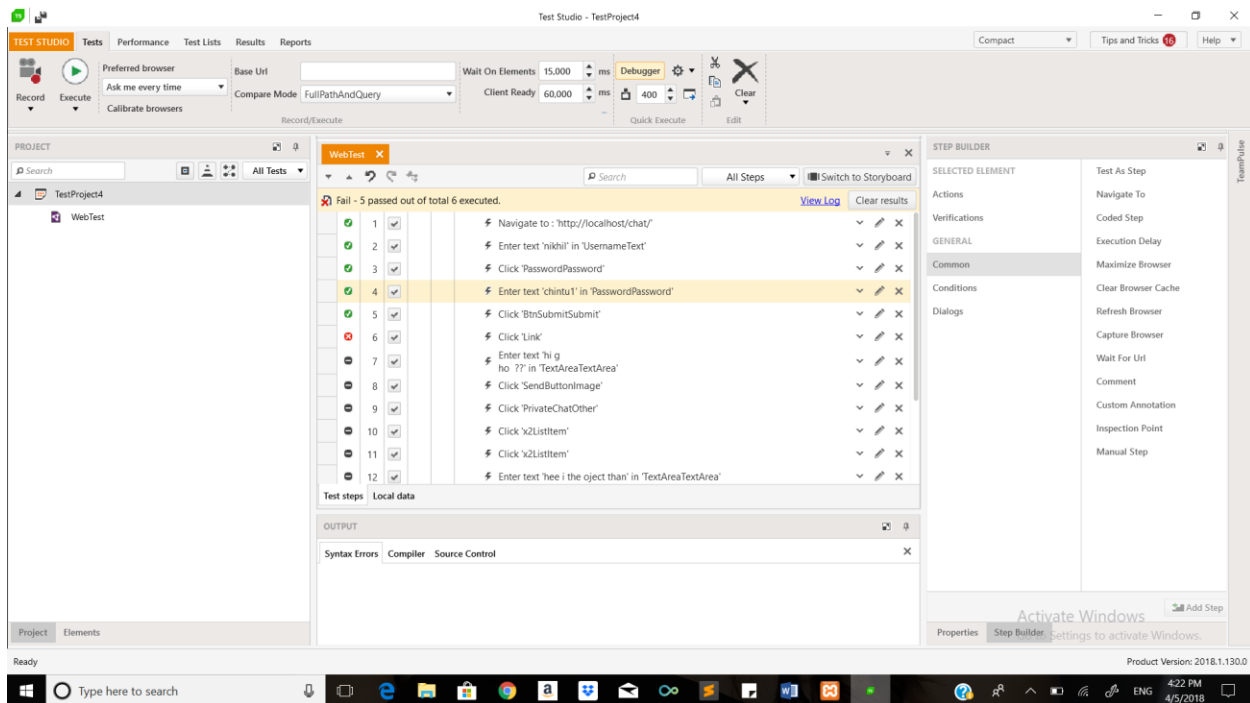 Test Studio - TestProject4
TEST STUDIO Tests Performance Test Lists Results Reports
Compact Tips and Tricks 16 Help
Record Execute
Preferred browser
Ask me every time
Calibrate browsers
Base Url
Compare Mode FullPathAndQuery
Wait On Elements 15,000 ms
Client Ready 60,000 ms
Record/Execute
Debugger
400
Quick Execute
Clear
Edit
PROJECT
Search All Tests
TestProject4
WebTest
Project Elements
WebTest
Search All Steps Switch to Storyboard
Fail - 5 passed out of total 6 executed. View Log Clear results
1 Navigate to : 'http://localhost/chat/'
2 Enter text 'nikhil' in 'UsernameText'
3 Click 'PasswordPassword'
4 Enter text 'chintu1' in 'PasswordPassword'
5 Click 'BtnSubmitSubmit'
6 Click 'Link'
7 Enter text 'hi g
ho ??' in 'TextAreaTextArea'
8 Click 'SendButtonImage'
9 Click 'PrivateChatOther'
10 Click 'x2ListItem'
11 Click 'x2ListItem'
12 Enter text 'hee i the oject than' in 'TextAreaTextArea'
Test steps Local data
OUTPUT
Syntax Errors Compiler Source Control
STEP BUILDER
SELECTED ELEMENT
Actions
Verifications
GENERAL
Common
Conditions
Dialogs
Test As Step
Navigate To
Coded Step
Execution Delay
Maximize Browser
Clear Browser Cache
Refresh Browser
Capture Browser
Wait For Url
Comment
Custom Annotation
Inspection Point
Manual Step
Add Step
Activate Windows
Settings to activate Windows.
Properties Step Builder
TeamPulse
Ready
Product Version: 2018.1.130.0
Type here to search
ENG
4:22 PM
4/5/2018